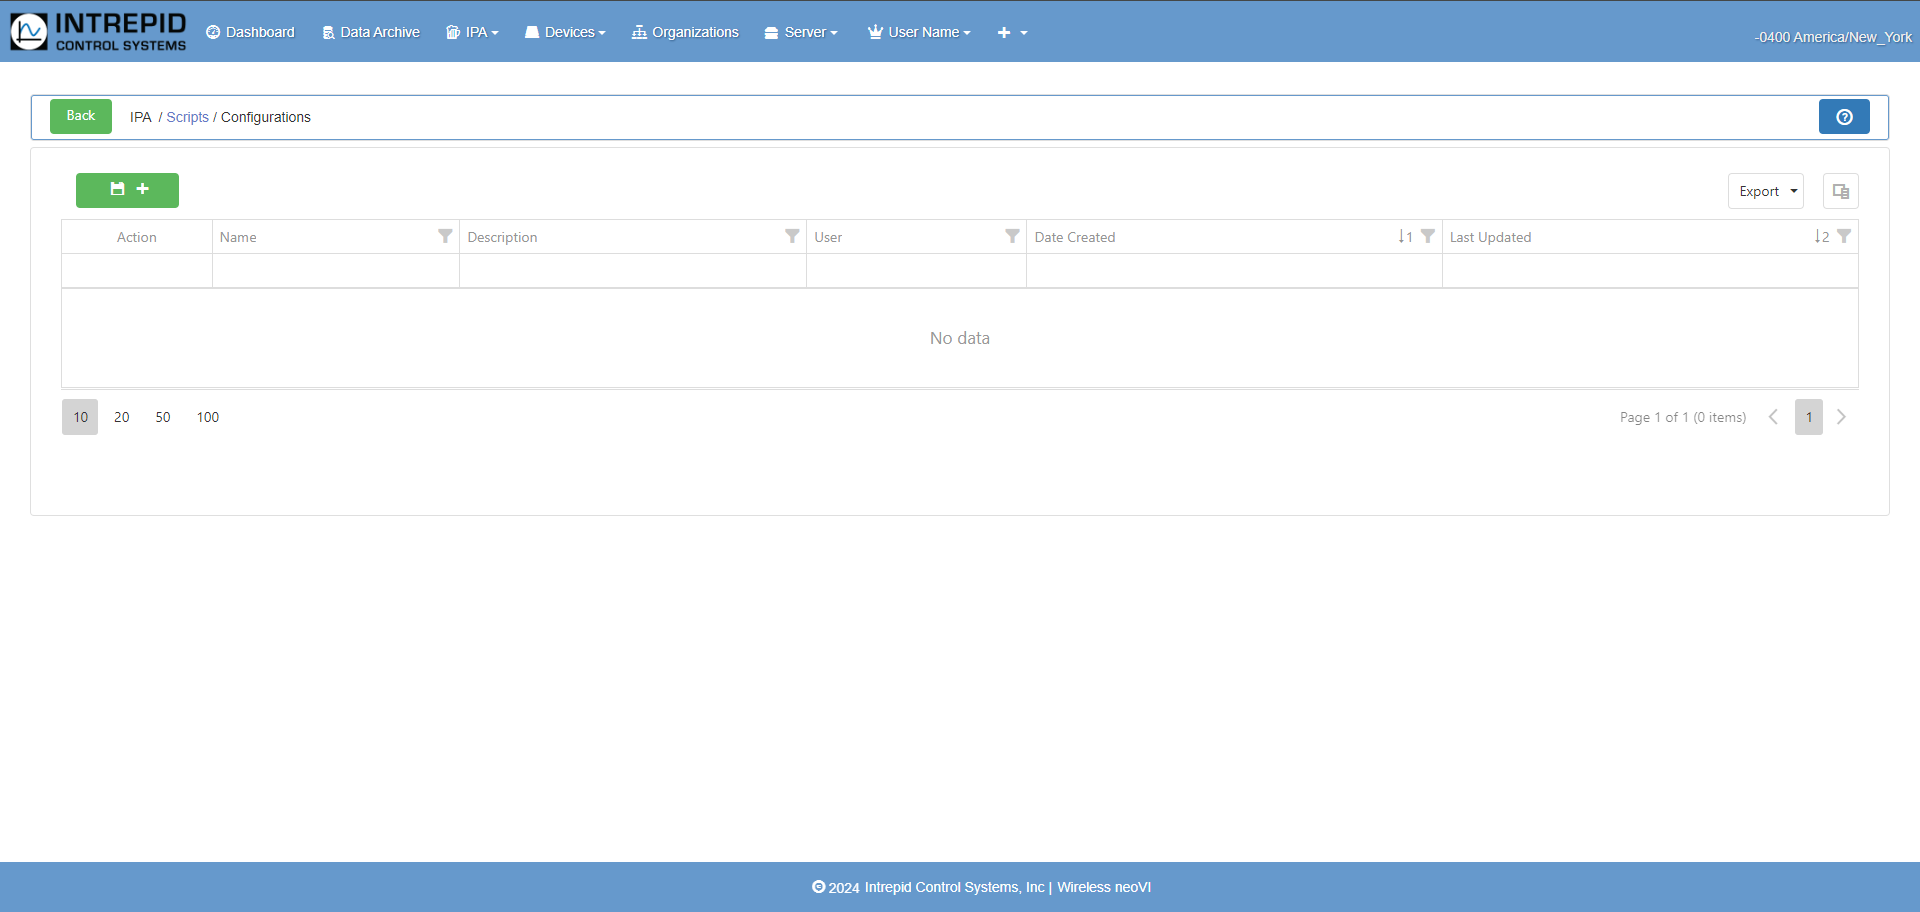 INTREPID
CONTROL SYSTEMS
Dashboard Data Archive IPA Devices Organizations Server User Name
-0400 America/New_York
Back IPA / Scripts / Configurations
Export
Action Name Description User Date Created 1 Last Updated 2
No data
10 20 50 100 Page 1 of 1 (0 items) 1
© 2024 Intrepid Control Systems, Inc | Wireless neoVI